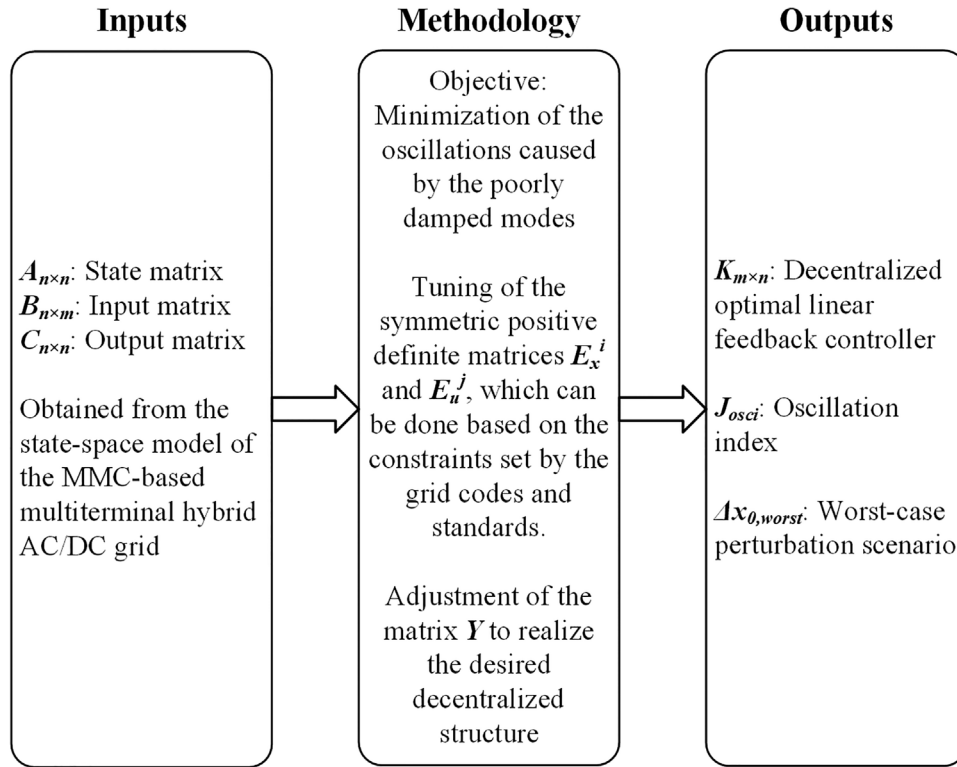 Inputs
A_{n×n}: State matrix
B_{n×m}: Input matrix
C_{n×n}: Output matrix
Obtained from the
state-space model of
the MMC-based
multiterminal hybrid
AC/DC grid
Methodology
Objective:
Minimization of the
oscillations caused
by the poorly
damped modes
Tuning of the
symmetric positive
definite matrices E_x^i
and E_u^j, which can
be done based on the
constraints set by the
grid codes and
standards.
Adjustment of the
matrix Y to realize
the desired
decentralized
structure
Outputs
K_{m×n}: Decentralized
optimal linear
feedback controller
J_{osci}: Oscillation
index
Δx_{0,worst}: Worst-case
perturbation scenario